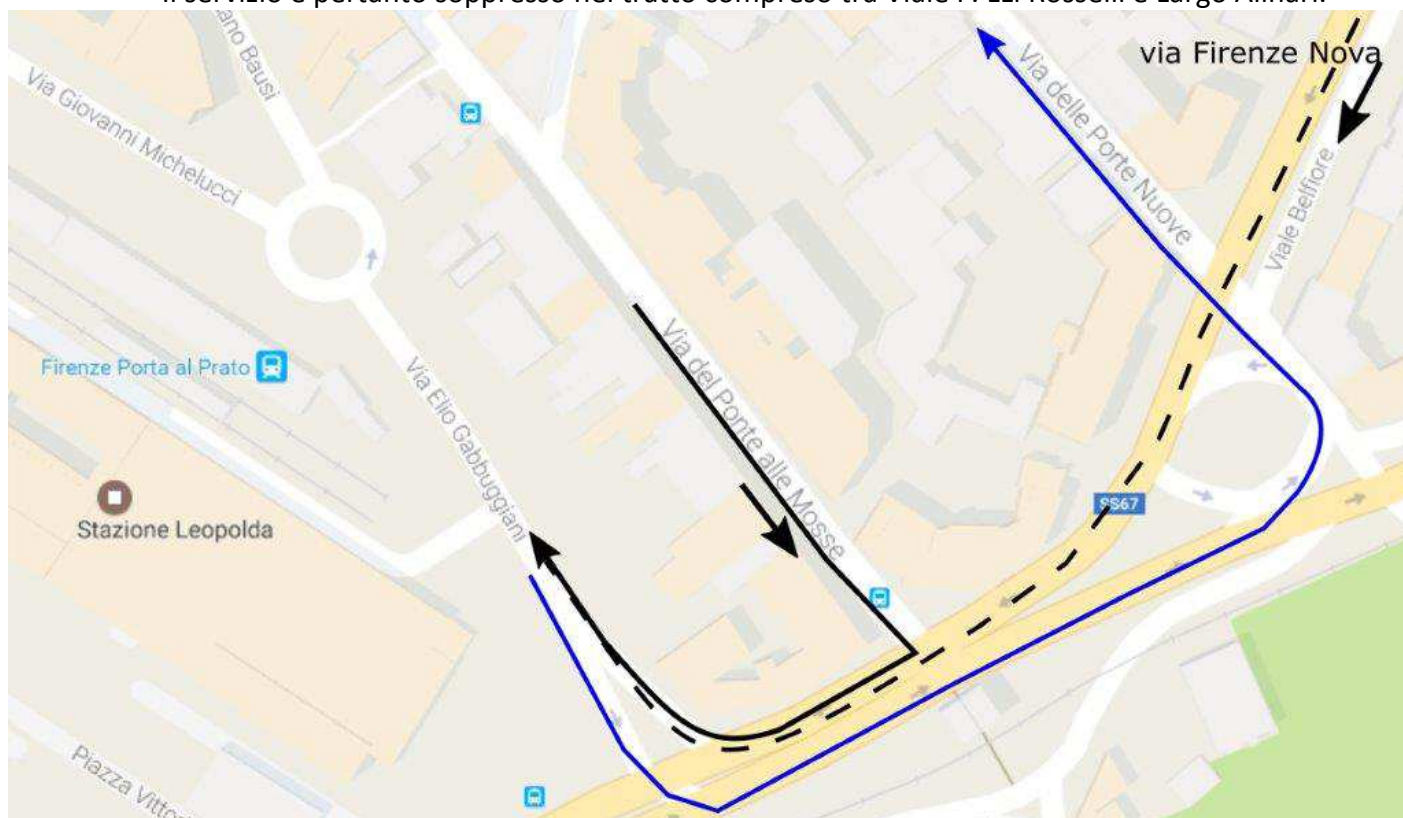 Il servizio è pertanto soppresso nel tratto compreso tra Viale F. LLi Rosselli e Largo Alinari.
via Firenze Nova
ano Bausi
Via Giovanni Michelucci
Via delle Porte Nuove
Viale Belfiore
Firenze Porta al Prato
Via Elio Gabbuggiani
Via del Ponte alle Mosse
Stazione Leopolda
SS67
Piazza Vitto